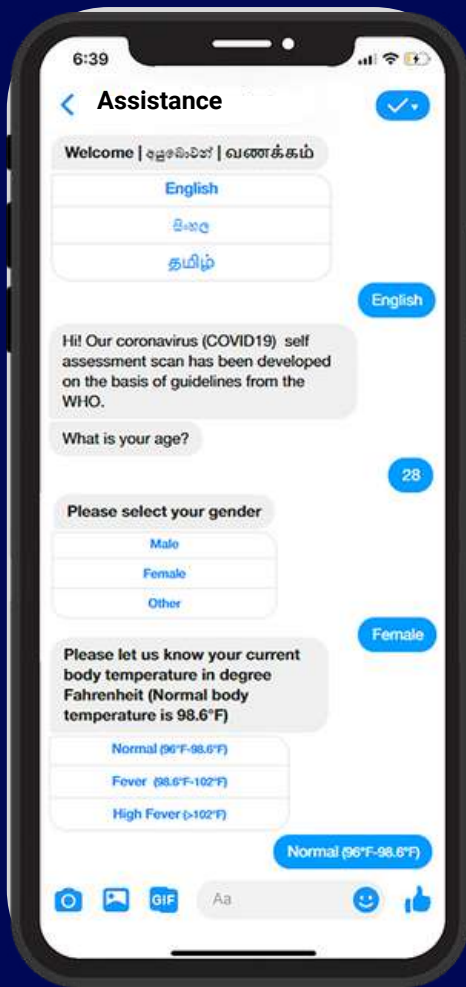 6:39
Assistance
Welcome | අයුබොවන් | வணக்கம்
English
සිංහල
தமிழ்
English
Hi! Our coronavirus (COVID19) self
assessment scan has been developed
on the basis of guidelines from the
WHO.
What is your age?
28
Please select your gender
Male
Female
Other
Female
Please let us know your current
body temperature in degree
Fahrenheit (Normal body
temperature is 98.6°F)
Normal (96°F-98.6°F)
Fever (98.6°F-102°F)
High Fever (>102°F)
Normal (96°F-98.6°F)
GIF
Aa